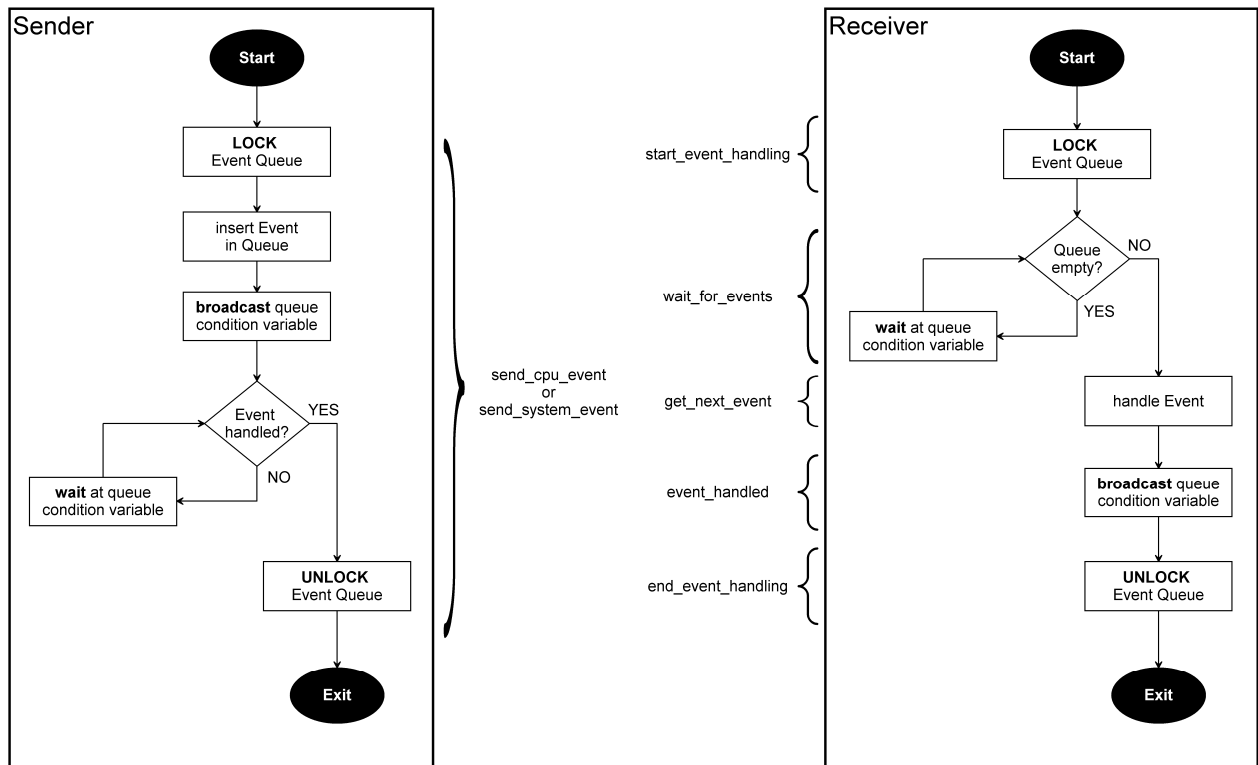 Sender
Start
LOCK
Event Queue
insert Event
in Queue
broadcast queue
condition variable
Event
handled?
YES
NO
wait at queue
condition variable
UNLOCK
Event Queue
Exit
send_cpu_event
or
send_system_event
start_event_handling
wait_for_events
get_next_event
event_handled
end_event_handling
Receiver
Start
LOCK
Event Queue
Queue
empty?
NO
YES
wait at queue
condition variable
handle Event
broadcast queue
condition variable
UNLOCK
Event Queue
Exit